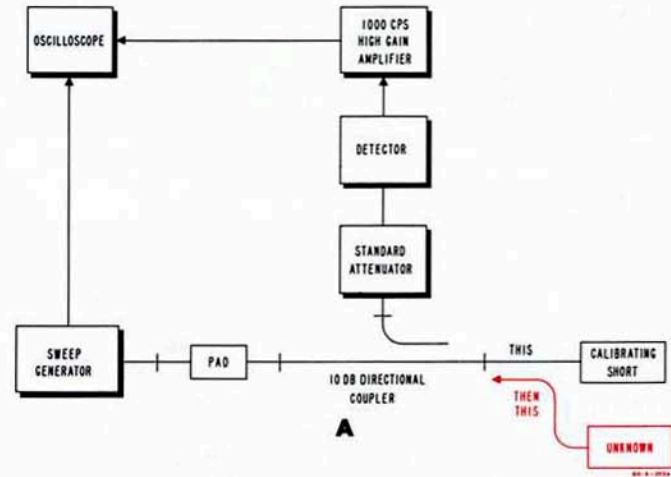 OSCILLOSCOPE
1000 CPS
HIGH GAIN
AMPLIFIER
DETECTOR
STANDARD
ATTENUATOR
SWEEP
GENERATOR
PAD
10 DB DIRECTIONAL
COUPLER
THIS
CALIBRATING
SHORT
THEN
THIS
UNKNOWN
A